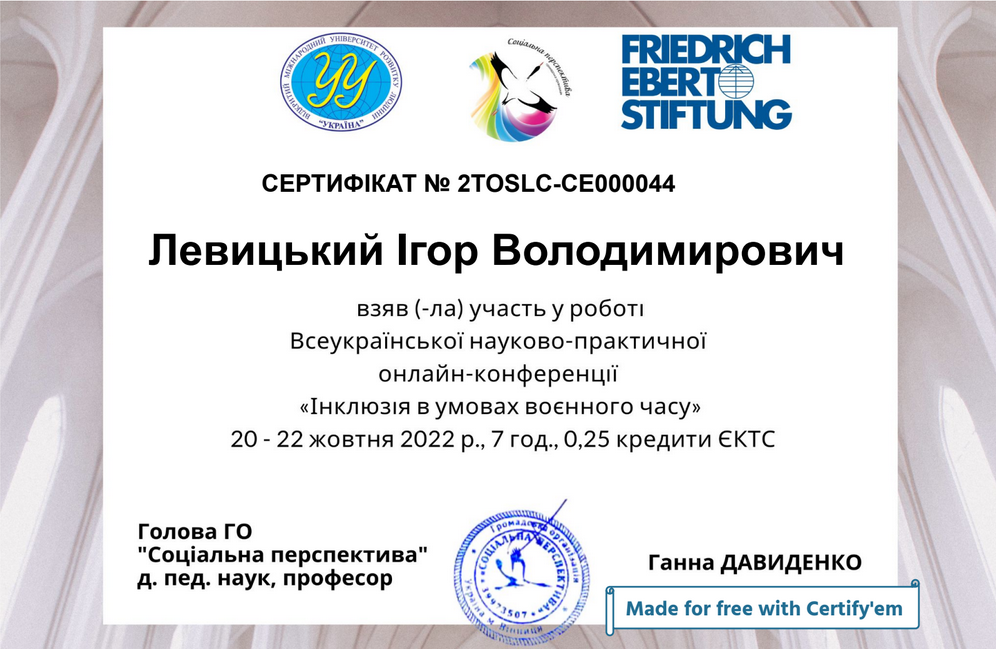 ВІДКРИТИЙ МІЖНАРОДНИЙ УНІВЕРСИТЕТ РОЗВИТКУ ЛЮДИНИ
"УКРАЇНА"
УУ
Соціальна перспектива
FRIEDRICH
EBERT
STIFTUNG
СЕРТИФІКАТ № 2TOSLC-CE000044
Левицький Ігор Володимирович
взяв (-ла) участь у роботі
Всеукраїнської науково-практичної
онлайн-конференції
«Інклюзія в умовах воєнного часу»
20 - 22 жовтня 2022 р., 7 год., 0,25 кредити ЄКТС
Голова ГО
"Соціальна перспектива"
д. пед. наук, професор
Громадська організація
«СОЦІАЛЬНА ПЕРСПЕКТИВА»
Україна м. Вінниця
Ганна ДАВИДЕНКО
Made for free with Certify'em